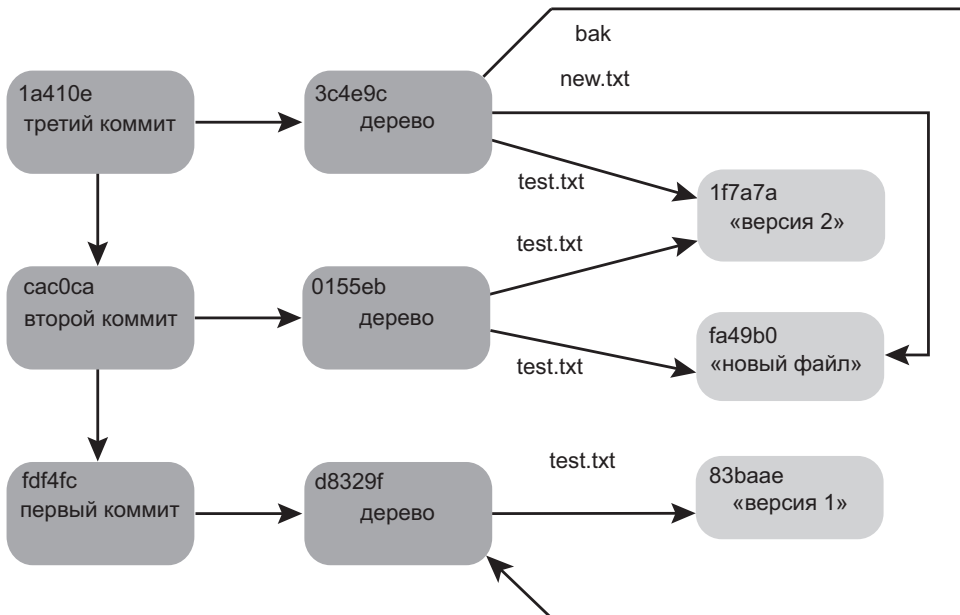 bak
new.txt
1a410e
третий коммит
3c4e9c
дерево
test.txt
1f7a7a
«версия 2»
test.txt
cac0ca
второй коммит
0155eb
дерево
fa49b0
«новый файл»
test.txt
test.txt
fdf4fc
первый коммит
d8329f
дерево
83baae
«версия 1»